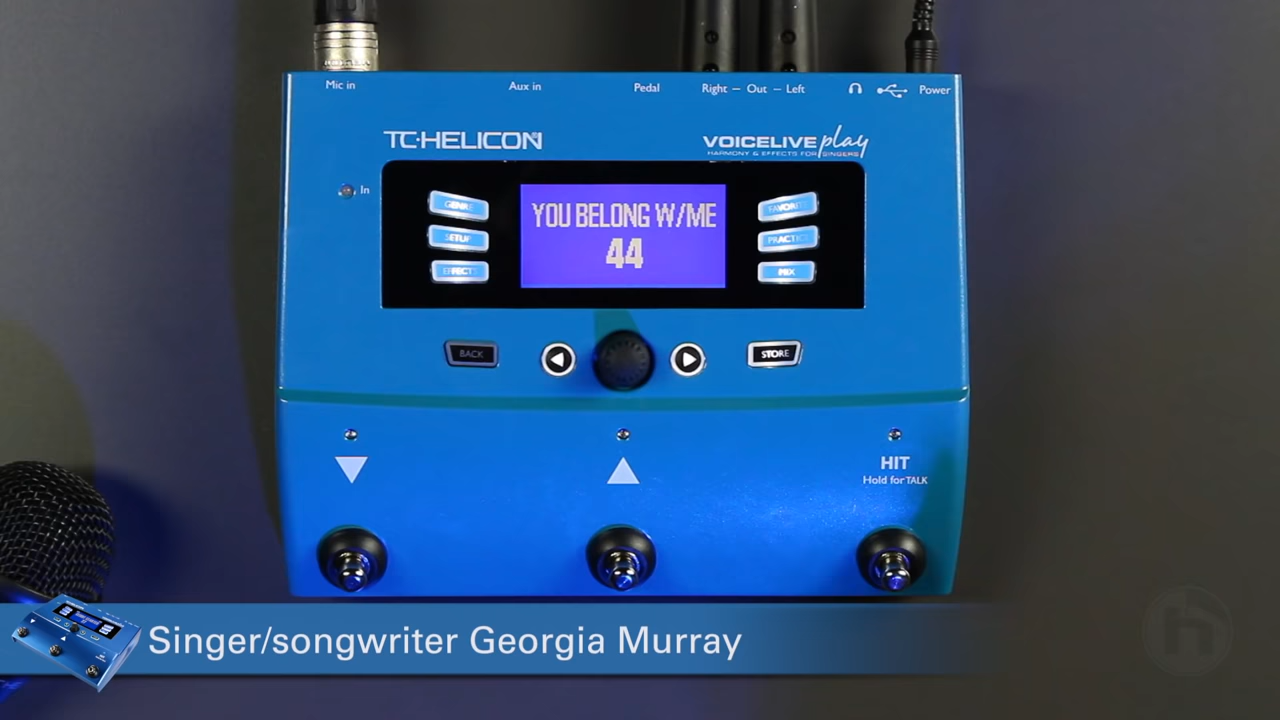 Mic in
Aux in
Pedal
Right – Out – Left
Power
TC·HELICON®
VOICELIVE play
HARMONY & EFFECTS FOR SINGERS
In
GENRE
SETUP
EFFECTS
YOU BELONG W/ME
44
FAVORITE
PRACTICE
MIX
BACK
STORE
HIT
Hold for TALK
Singer/songwriter Georgia Murray